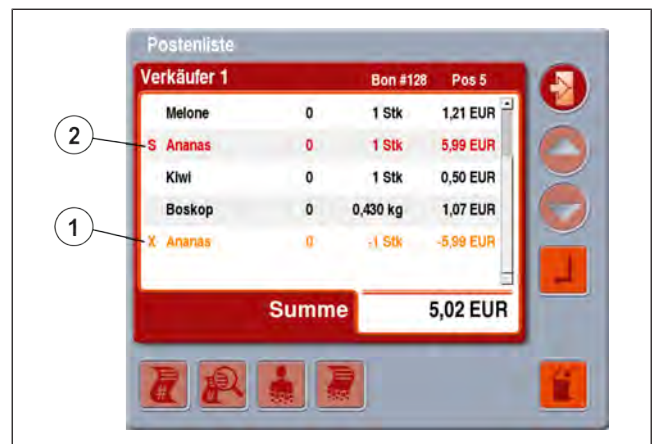 Postenliste
Verkäufer 1 Bon #128 Pos 5
Melone 0 1 Stk 1,21 EUR
2
S Ananas 0 1 Stk 5,99 EUR
Kiwi 0 1 Stk 0,50 EUR
Boskop 0 0,430 kg 1,07 EUR
1
X Ananas 0 -1 Stk -5,99 EUR
Summe 5,02 EUR
#